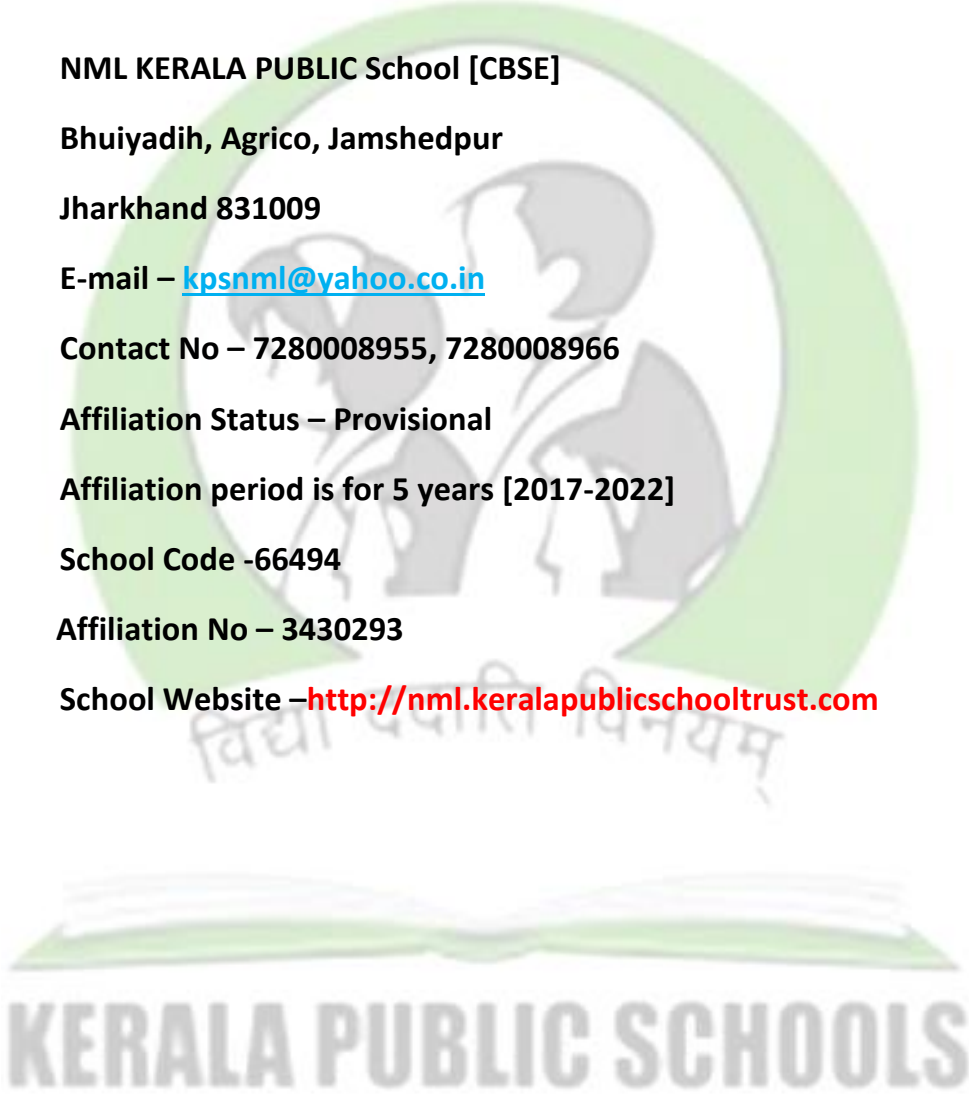 NML KERALA PUBLIC School [CBSE]
Bhuiyadih, Agrico, Jamshedpur
Jharkhand 831009
E-mail – kpsnml@yahoo.co.in
Contact No – 7280008955, 7280008966
Affiliation Status – Provisional
Affiliation period is for 5 years [2017-2022]
School Code -66494
Affiliation No – 3430293
School Website –http://nml.keralapublicschooltrust.com
विद्या ददाति विनयम्
KERALA PUBLIC SCHOOLS